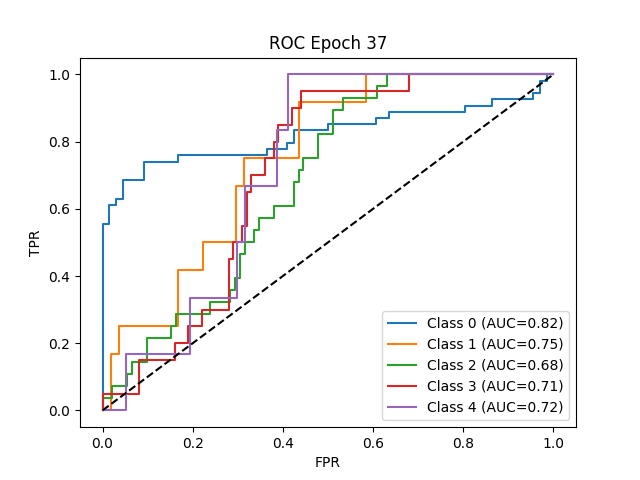 ROC Epoch 37
TPR
1.0
0.8
0.6
0.4
0.2
0.0
Class 0 (AUC=0.82)
Class 1 (AUC=0.75)
Class 2 (AUC=0.68)
Class 3 (AUC=0.71)
Class 4 (AUC=0.72)
0.0 0.2 0.4 0.6 0.8 1.0
FPR